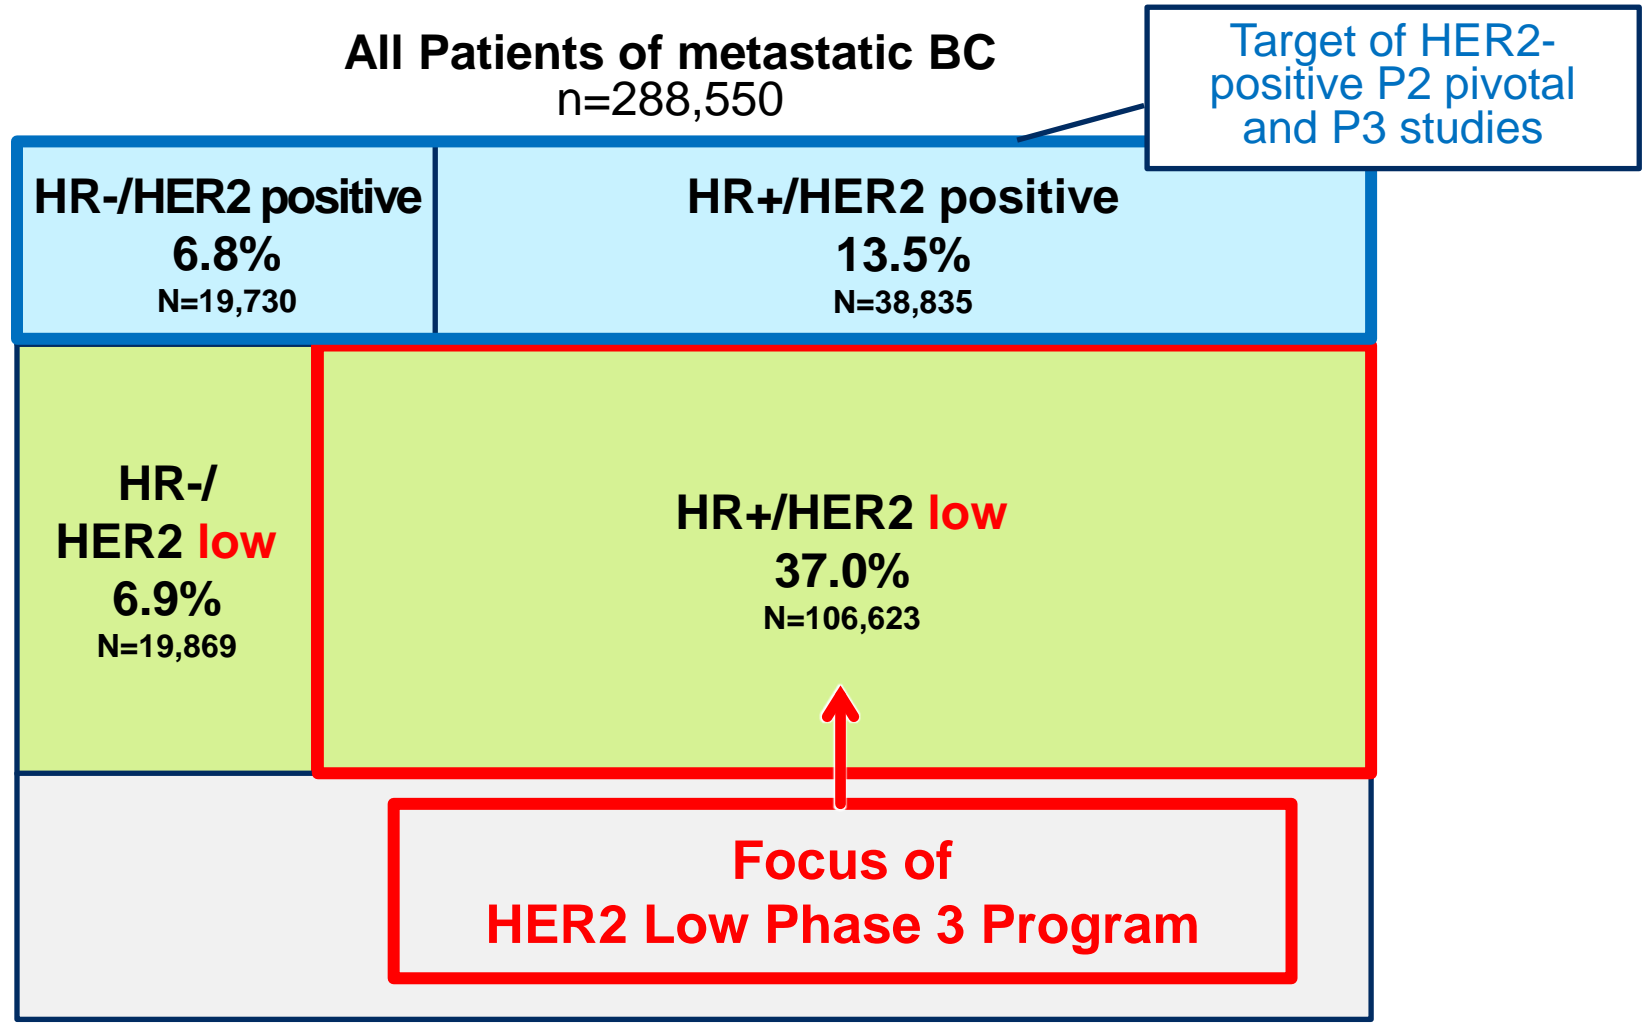 All Patients of metastatic BC
n=288,550
Target of HER2-
positive P2 pivotal
and P3 studies
HR-/HER2 positive
6.8%
N=19,730
HR+/HER2 positive
13.5%
N=38,835
HR-/
HER2 low
6.9%
N=19,869
HR+/HER2 low
37.0%
N=106,623
Focus of
HER2 Low Phase 3 Program